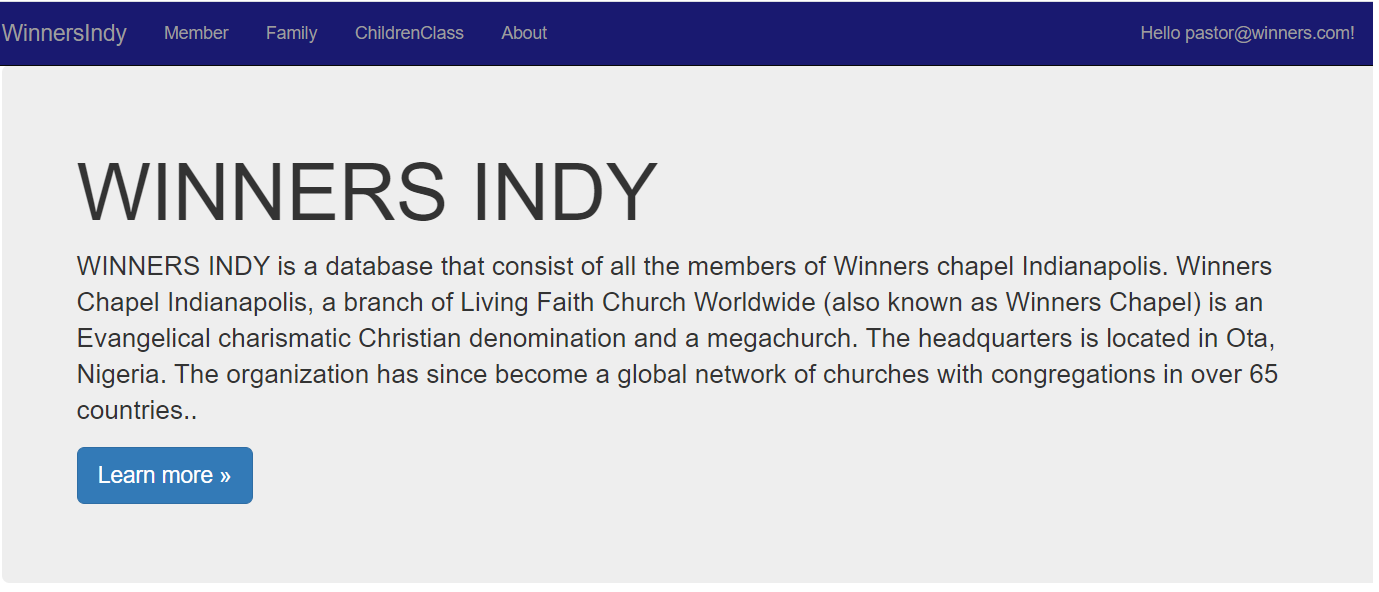 WinnersIndy Member Family ChildrenClass About Hello pastor@winners.com!
WINNERS INDY
WINNERS INDY is a database that consist of all the members of Winners chapel Indianapolis. Winners
Chapel Indianapolis, a branch of Living Faith Church Worldwide (also known as Winners Chapel) is an
Evangelical charismatic Christian denomination and a megachurch. The headquarters is located in Ota,
Nigeria. The organization has since become a global network of churches with congregations in over 65
countries..
Learn more »